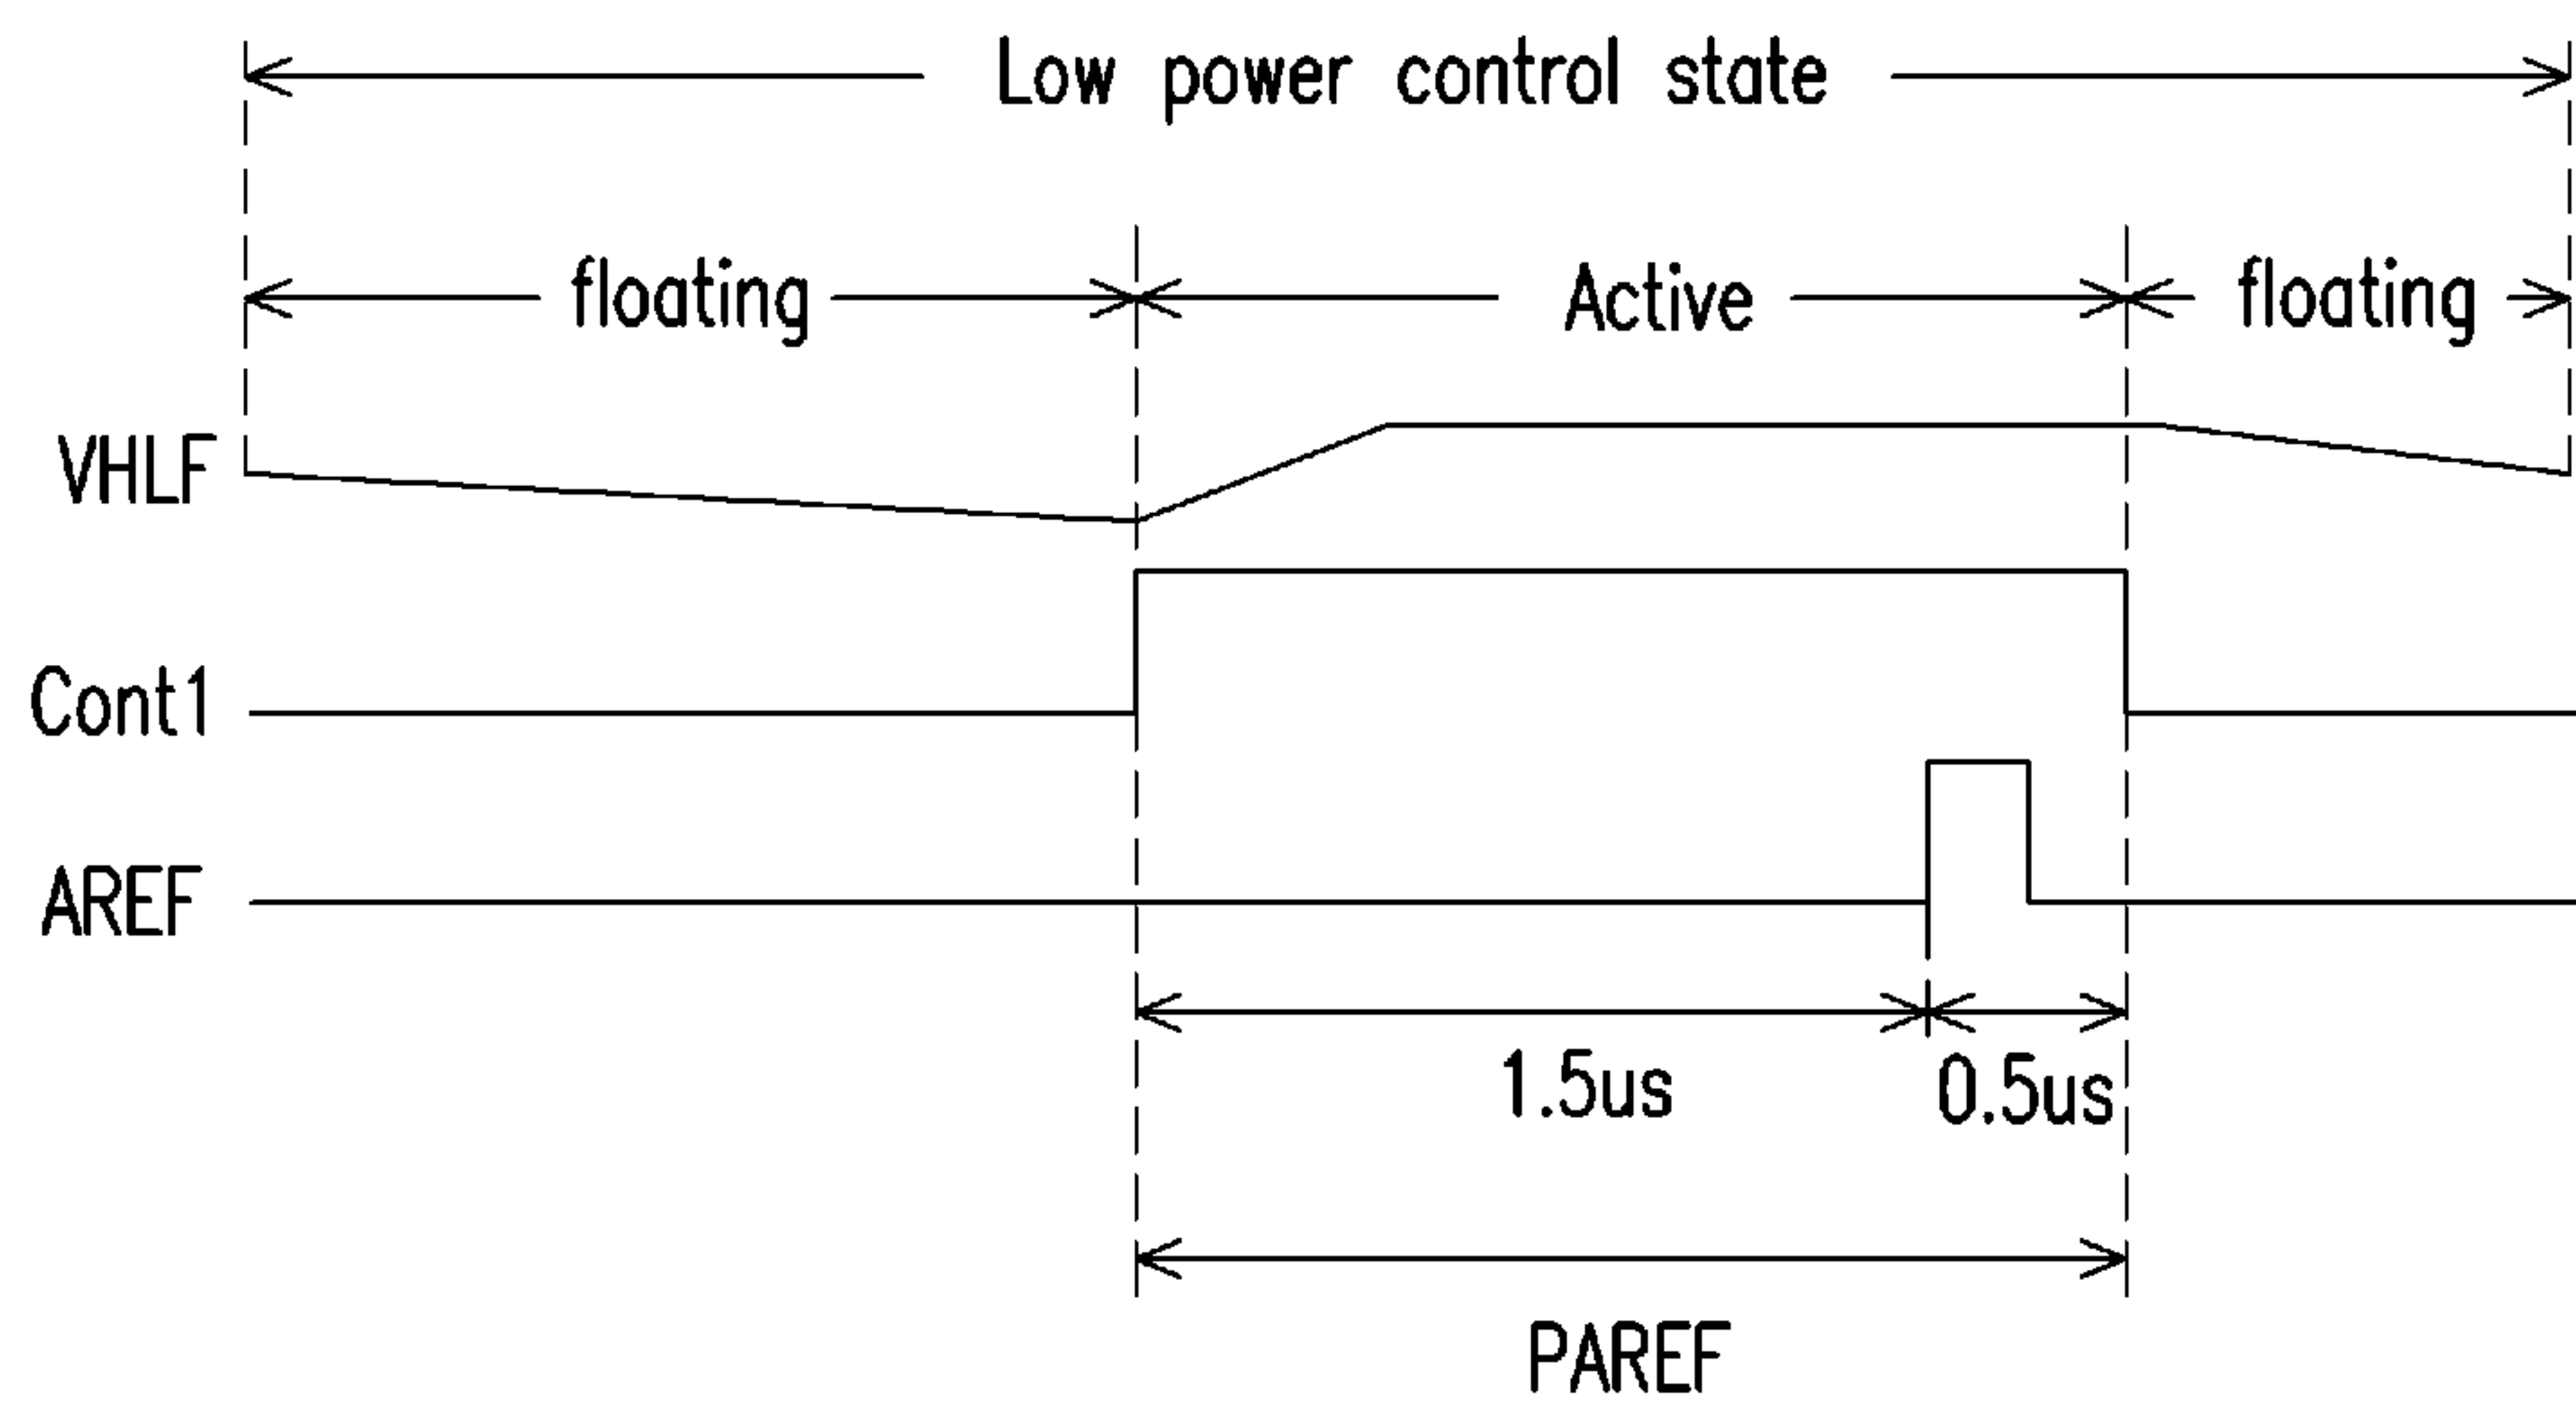 Low power control state
floating Active floating
VHLF
Cont1
AREF
1.5us 0.5us
PAREF